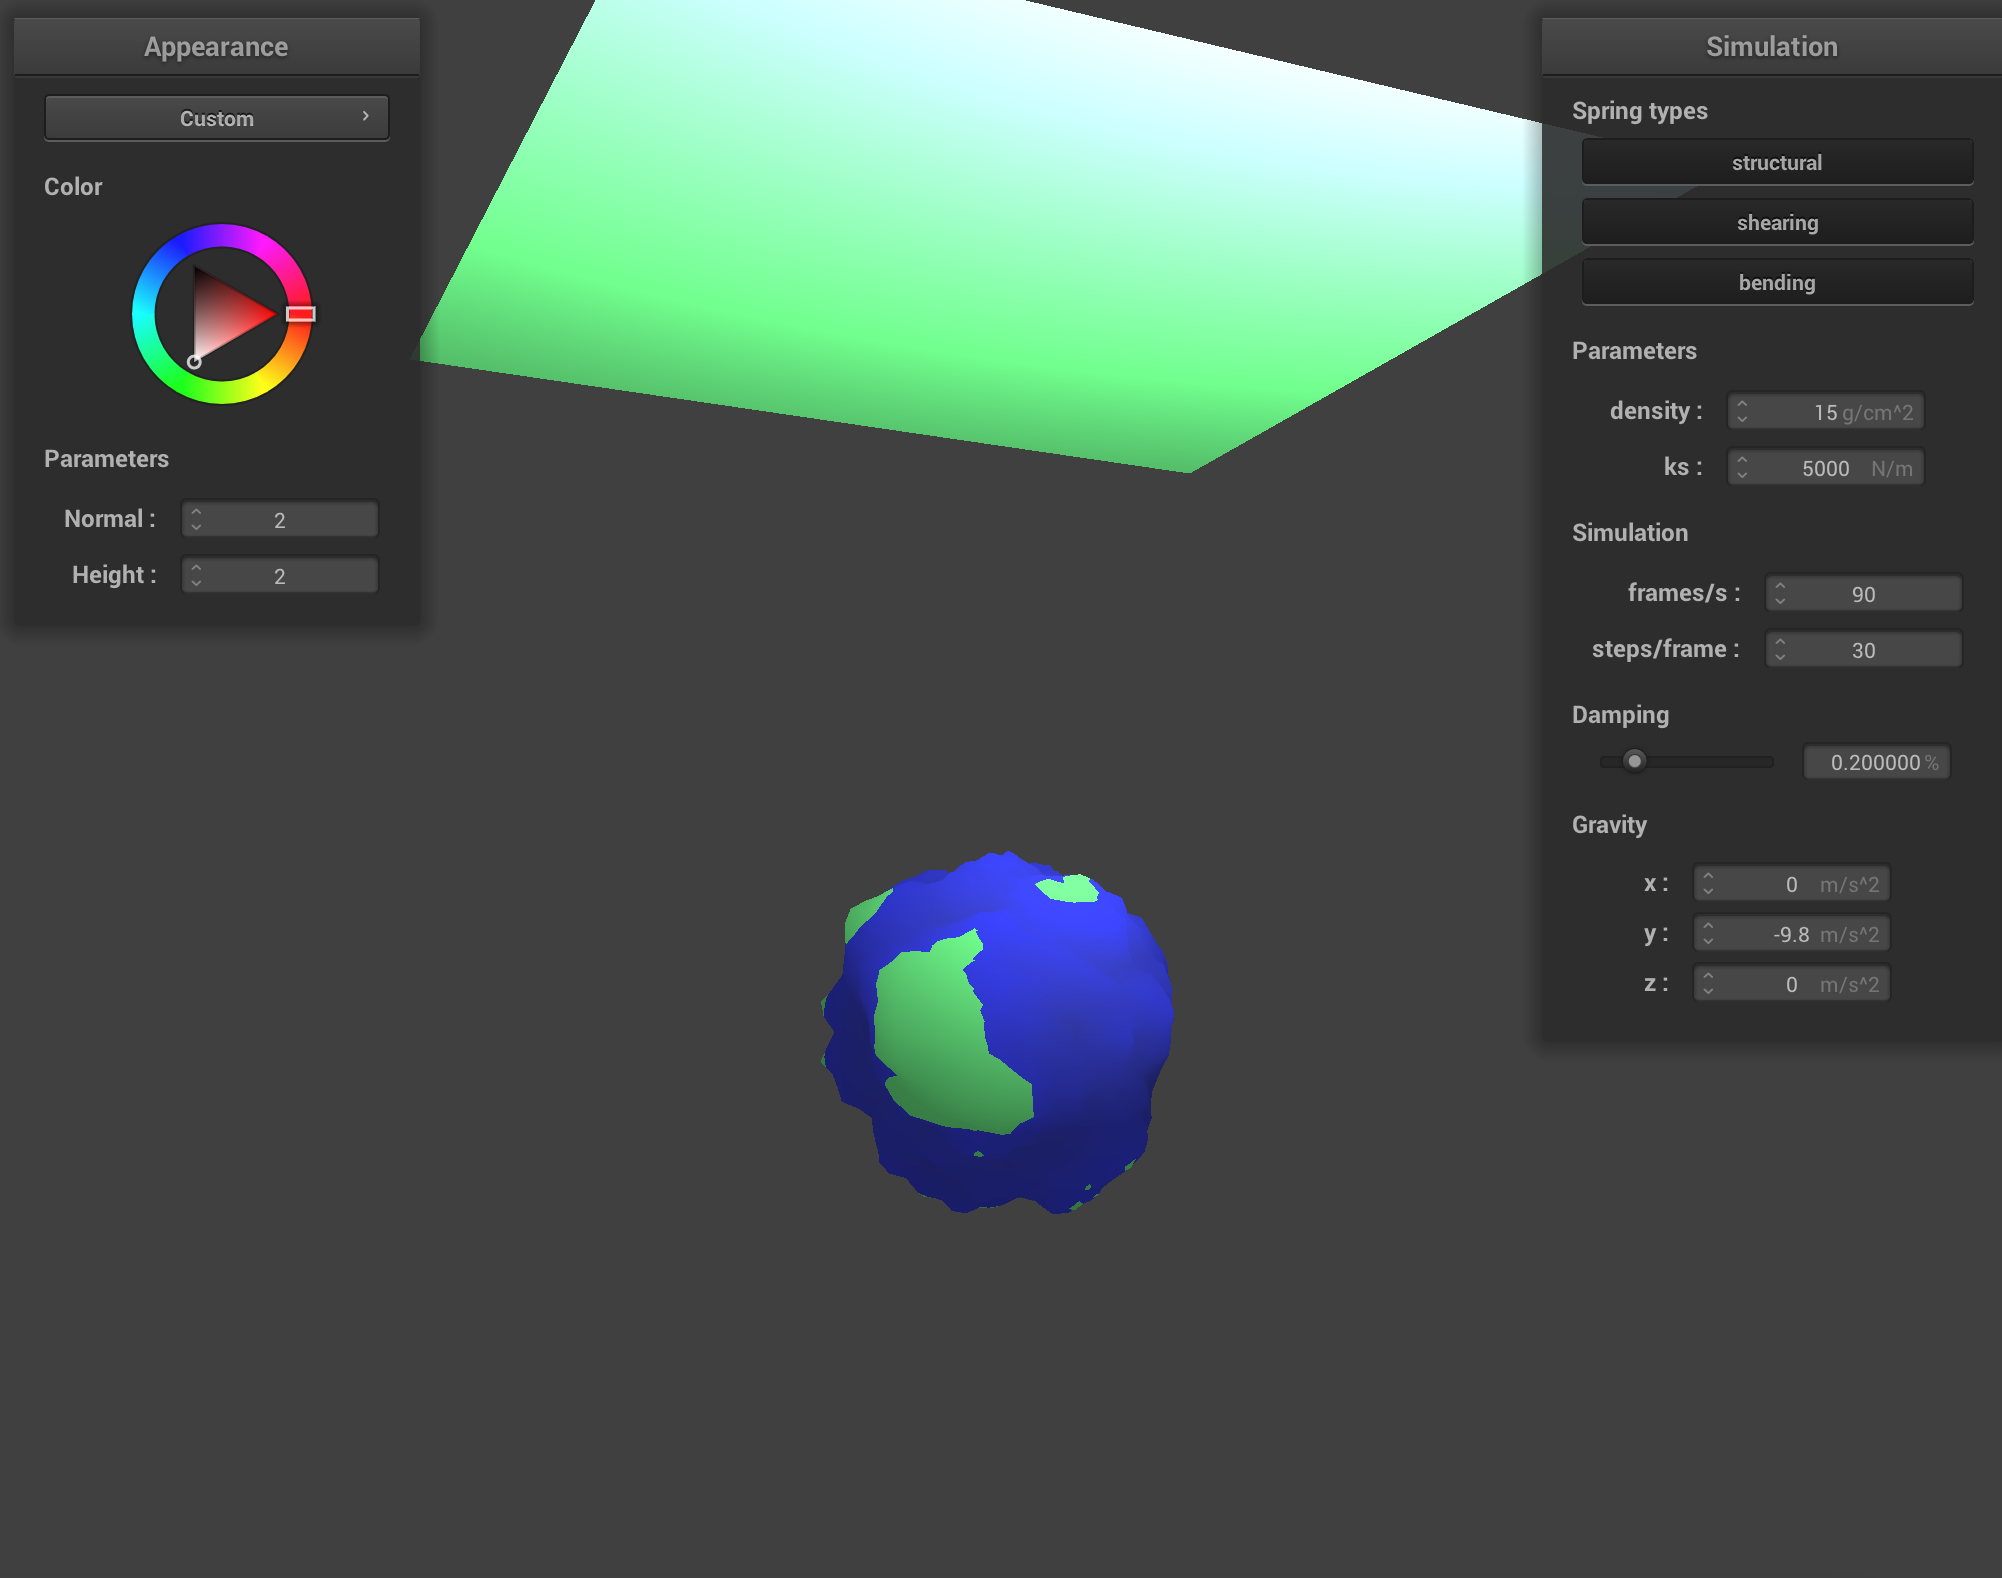 Appearance
Custom
Color
Parameters
Normal : 2
Height : 2
Simulation
Spring types
structural
shearing
bending
Parameters
density : 15 g/cm^2
ks : 5000 N/m
Simulation
frames/s : 90
steps/frame : 30
Damping
0.200000 %
Gravity
x : 0 m/s^2
y : -9.8 m/s^2
z : 0 m/s^2